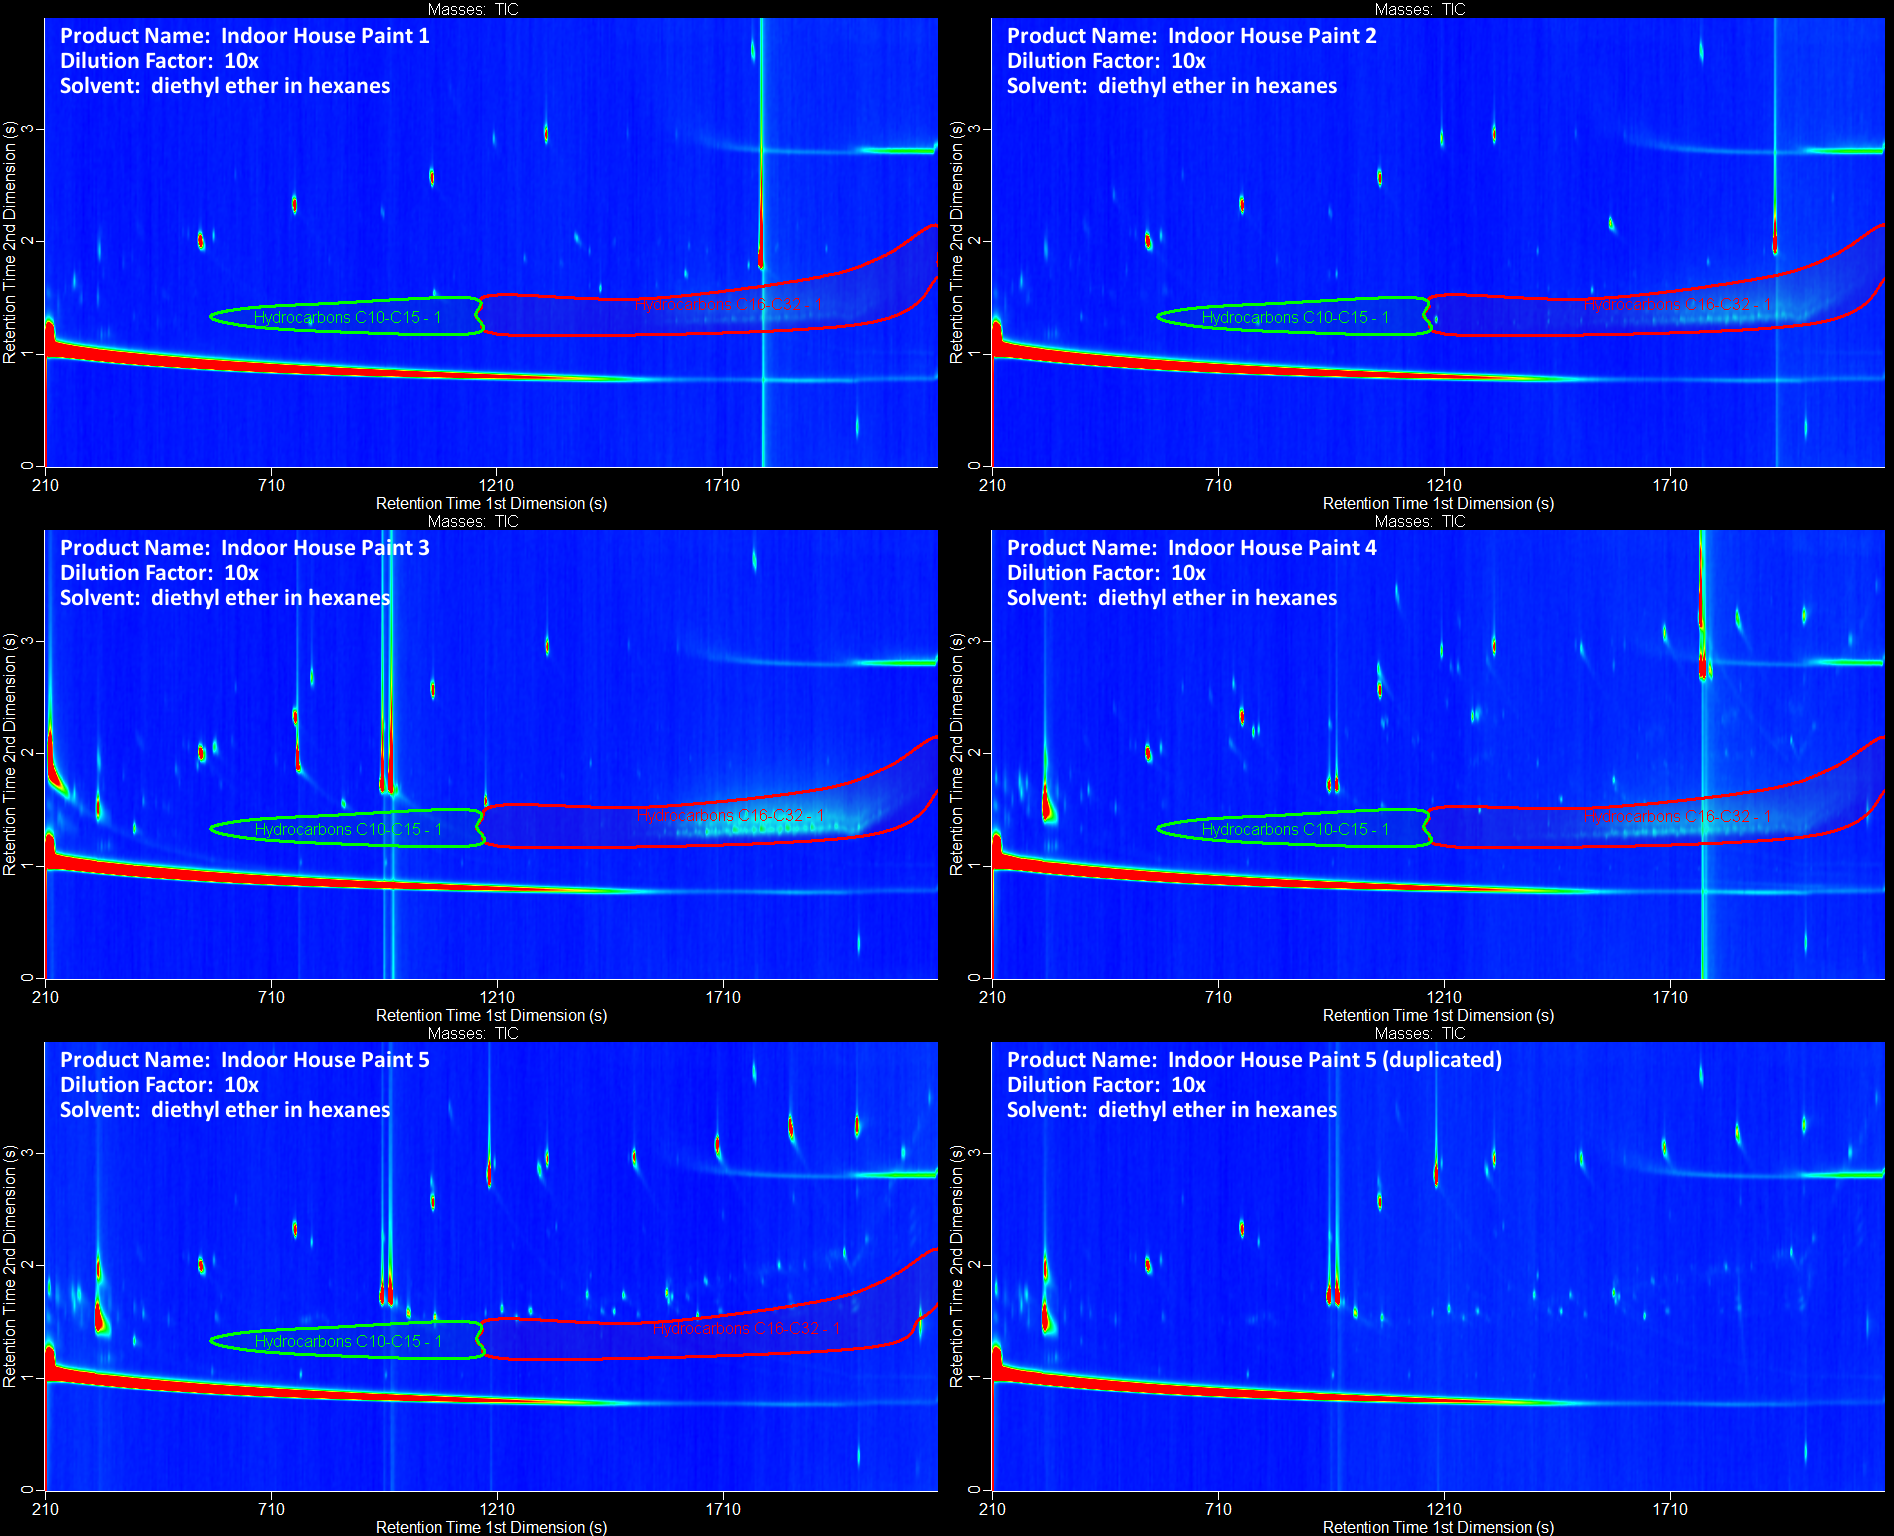 Masses: TIC
Product Name: Indoor House Paint 1
Dilution Factor: 10x
Solvent: diethyl ether in hexanes
Retention Time 2nd Dimension (s)
3
2
1
0
Hydrocarbons C10-C15 - 1
Hydrocarbons C16-C32 -
210
710
1210
1710
Retention Time 1st Dimension (s)
Masses: TIC
Product Name: Indoor House Paint 2
Dilution Factor: 10x
Solvent: diethyl ether in hexanes
Retention Time 2nd Dimension (s)
3
2
1
0
Hydrocarbons C10-C15 - 1
Hydrocarbons C16-C32 - 1
210
710
1210
1710
Retention Time 1st Dimension (s)
Masses: TIC
Product Name: Indoor House Paint 3
Dilution Factor: 10x
Solvent: diethyl ether in hexanes
Retention Time 2nd Dimension (s)
3
2
1
0
Hydrocarbons C10-C15 - 1
Hydrocarbons C16-C32 - 1
210
710
1210
1710
Retention Time 1st Dimension (s)
Masses: TIC
Product Name: Indoor House Paint 4
Dilution Factor: 10x
Solvent: diethyl ether in hexanes
Retention Time 2nd Dimension (s)
3
2
1
0
Hydrocarbons C10-C15 - 1
Hydrocarbons C16-C32 - 1
210
710
1210
1710
Retention Time 1st Dimension (s)
Masses: TIC
Product Name: Indoor House Paint 5
Dilution Factor: 10x
Solvent: diethyl ether in hexanes
Retention Time 2nd Dimension (s)
3
2
1
0
Hydrocarbons C10-C15 - 1
Hydrocarbons C16-C32 - 1
210
710
1210
1710
Retention Time 1st Dimension (s)
Masses: TIC
Product Name: Indoor House Paint 5 (duplicated)
Dilution Factor: 10x
Solvent: diethyl ether in hexanes
Retention Time 2nd Dimension (s)
3
2
1
0
210
710
1210
1710
Retention Time 1st Dimension (s)